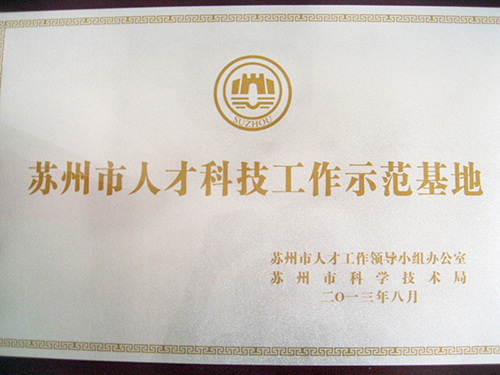 SUZHOU
苏州市人才科技工作示范基地
苏州市人才工作领导小组办公室
苏州市科学技术局
二〇一三年八月